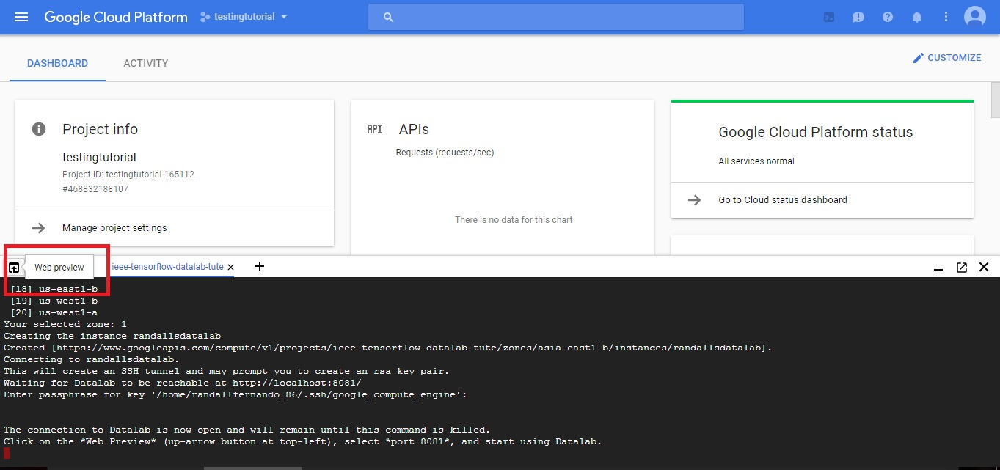 Google Cloud Platform testingtutorial
DASHBOARD ACTIVITY CUSTOMIZE
Project info
testingtutorial
Project ID: testingtutorial-165112
#468832188107
Manage project settings
API APIs
Requests (requests/sec)
There is no data for this chart
Google Cloud Platform status
All services normal
Go to Cloud status dashboard
Web preview
ieee-tensorflow-datalab-tute
[18] us-east1-b
[19] us-west1-b
[20] us-west1-a
Your selected zone: 1
Creating the instance randallsdatalab
Created [https://www.googleapis.com/compute/v1/projects/ieee-tensorflow-datalab-tute/zones/asia-east1-b/instances/randallsdatalab].
Connecting to randallsdatalab.
This will create an SSH tunnel and may prompt you to create an rsa key pair.
Waiting for Datalab to be reachable at http://localhost:8081/
Enter passphrase for key '/home/randallfernando_86/.ssh/google_compute_engine':
The connection to Datalab is now open and will remain until this command is killed.
Click on the *Web Preview* (up-arrow button at top-left), select *port 8081*, and start using Datalab.